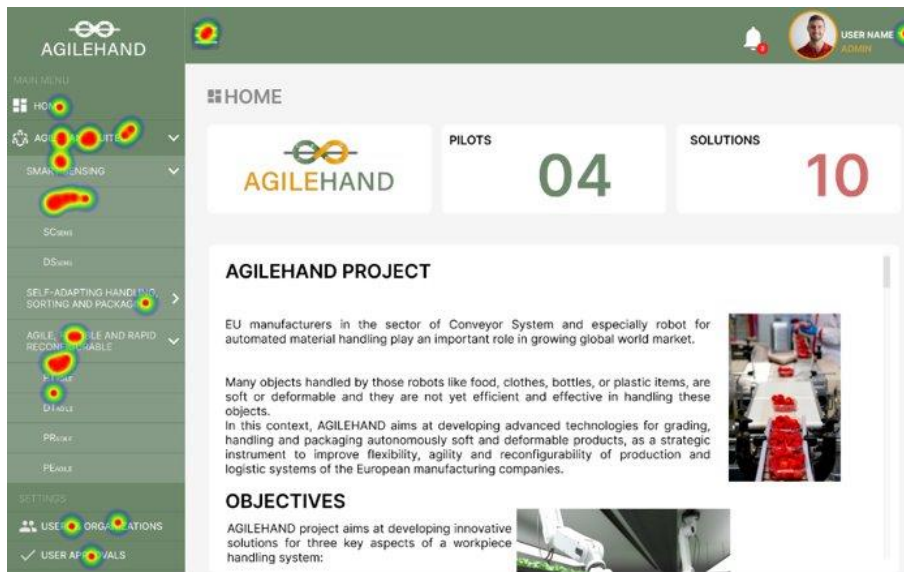 AGILEHAND
USER NAME
ADMIN
MAIN MENU
HOME
SMART SENSING
SCSENS
DSSENS
SELF-ADAPTING HANDLING,
SORTING AND PACKAGING
AGILE, AND RAPID
DTAGILE
PRAGILE
PEAGILE
SETTINGS
USER APPROVALS
HOME
AGILEHAND
PILOTS
04
SOLUTIONS
10
AGILEHAND PROJECT
EU manufacturers in the sector of Conveyor System and especially robot for
automated material handling play an important role in growing global world market.
Many objects handled by those robots like food, clothes, bottles, or plastic items, are
soft or deformable and they are not yet efficient and effective in handling these
objects.
In this context, AGILEHAND aims at developing advanced technologies for grading,
handling and packaging autonomously soft and deformable products, as a strategic
instrument to improve flexibility, agility and reconfigurability of production and
logistic systems of the European manufacturing companies.
OBJECTIVES
AGILEHAND project aims at developing innovative
solutions for three key aspects of a workpiece
handling system: